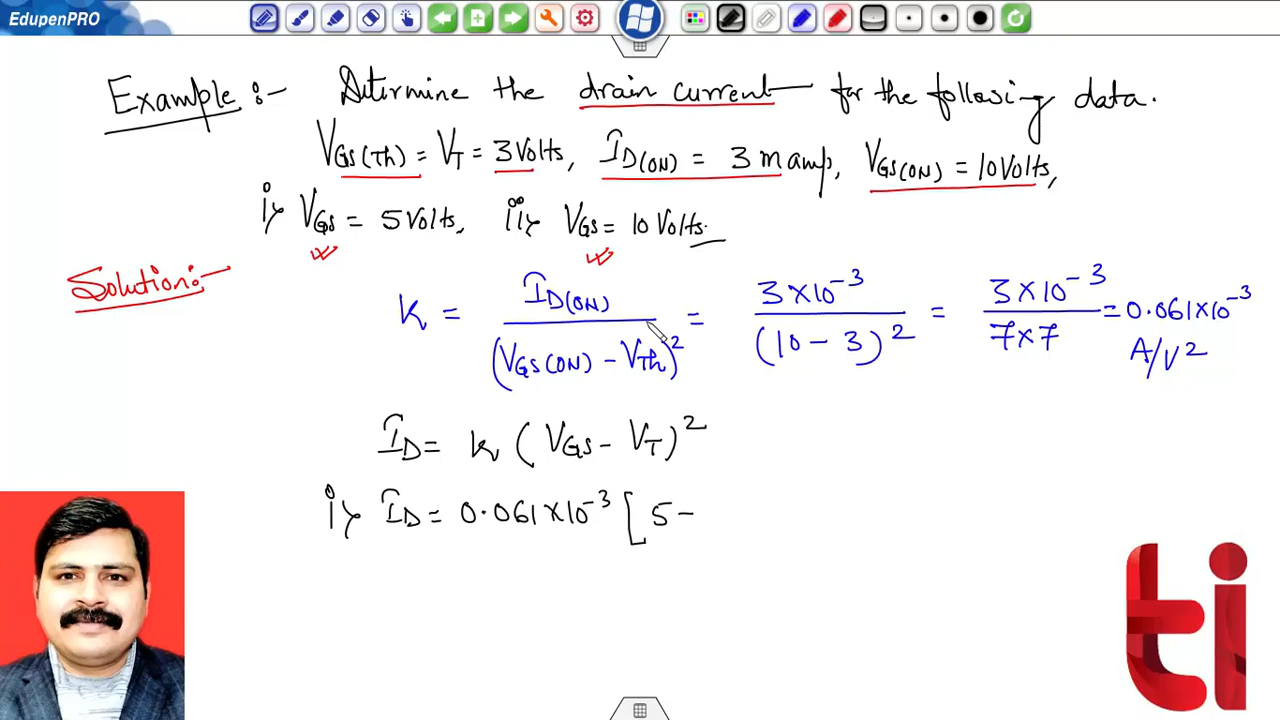 EdupenPRO
Example :- Determine the drain current for the following data.
VGS(Th) = VT = 3 Volts, ID(ON) = 3 m amp, VGS(ON) = 10 Volts,
i) VGS = 5 Volts, ii) VGS = 10 Volts.
Solution:-
K = ID(ON) / (VGS(ON) - VTh)² = 3×10⁻³ / (10 - 3)² = 3×10⁻³ / 7×7 = 0.061×10⁻³ A/V²
ID = K (VGS - VT)²
i) ID = 0.061×10⁻³ [ 5 -
ti